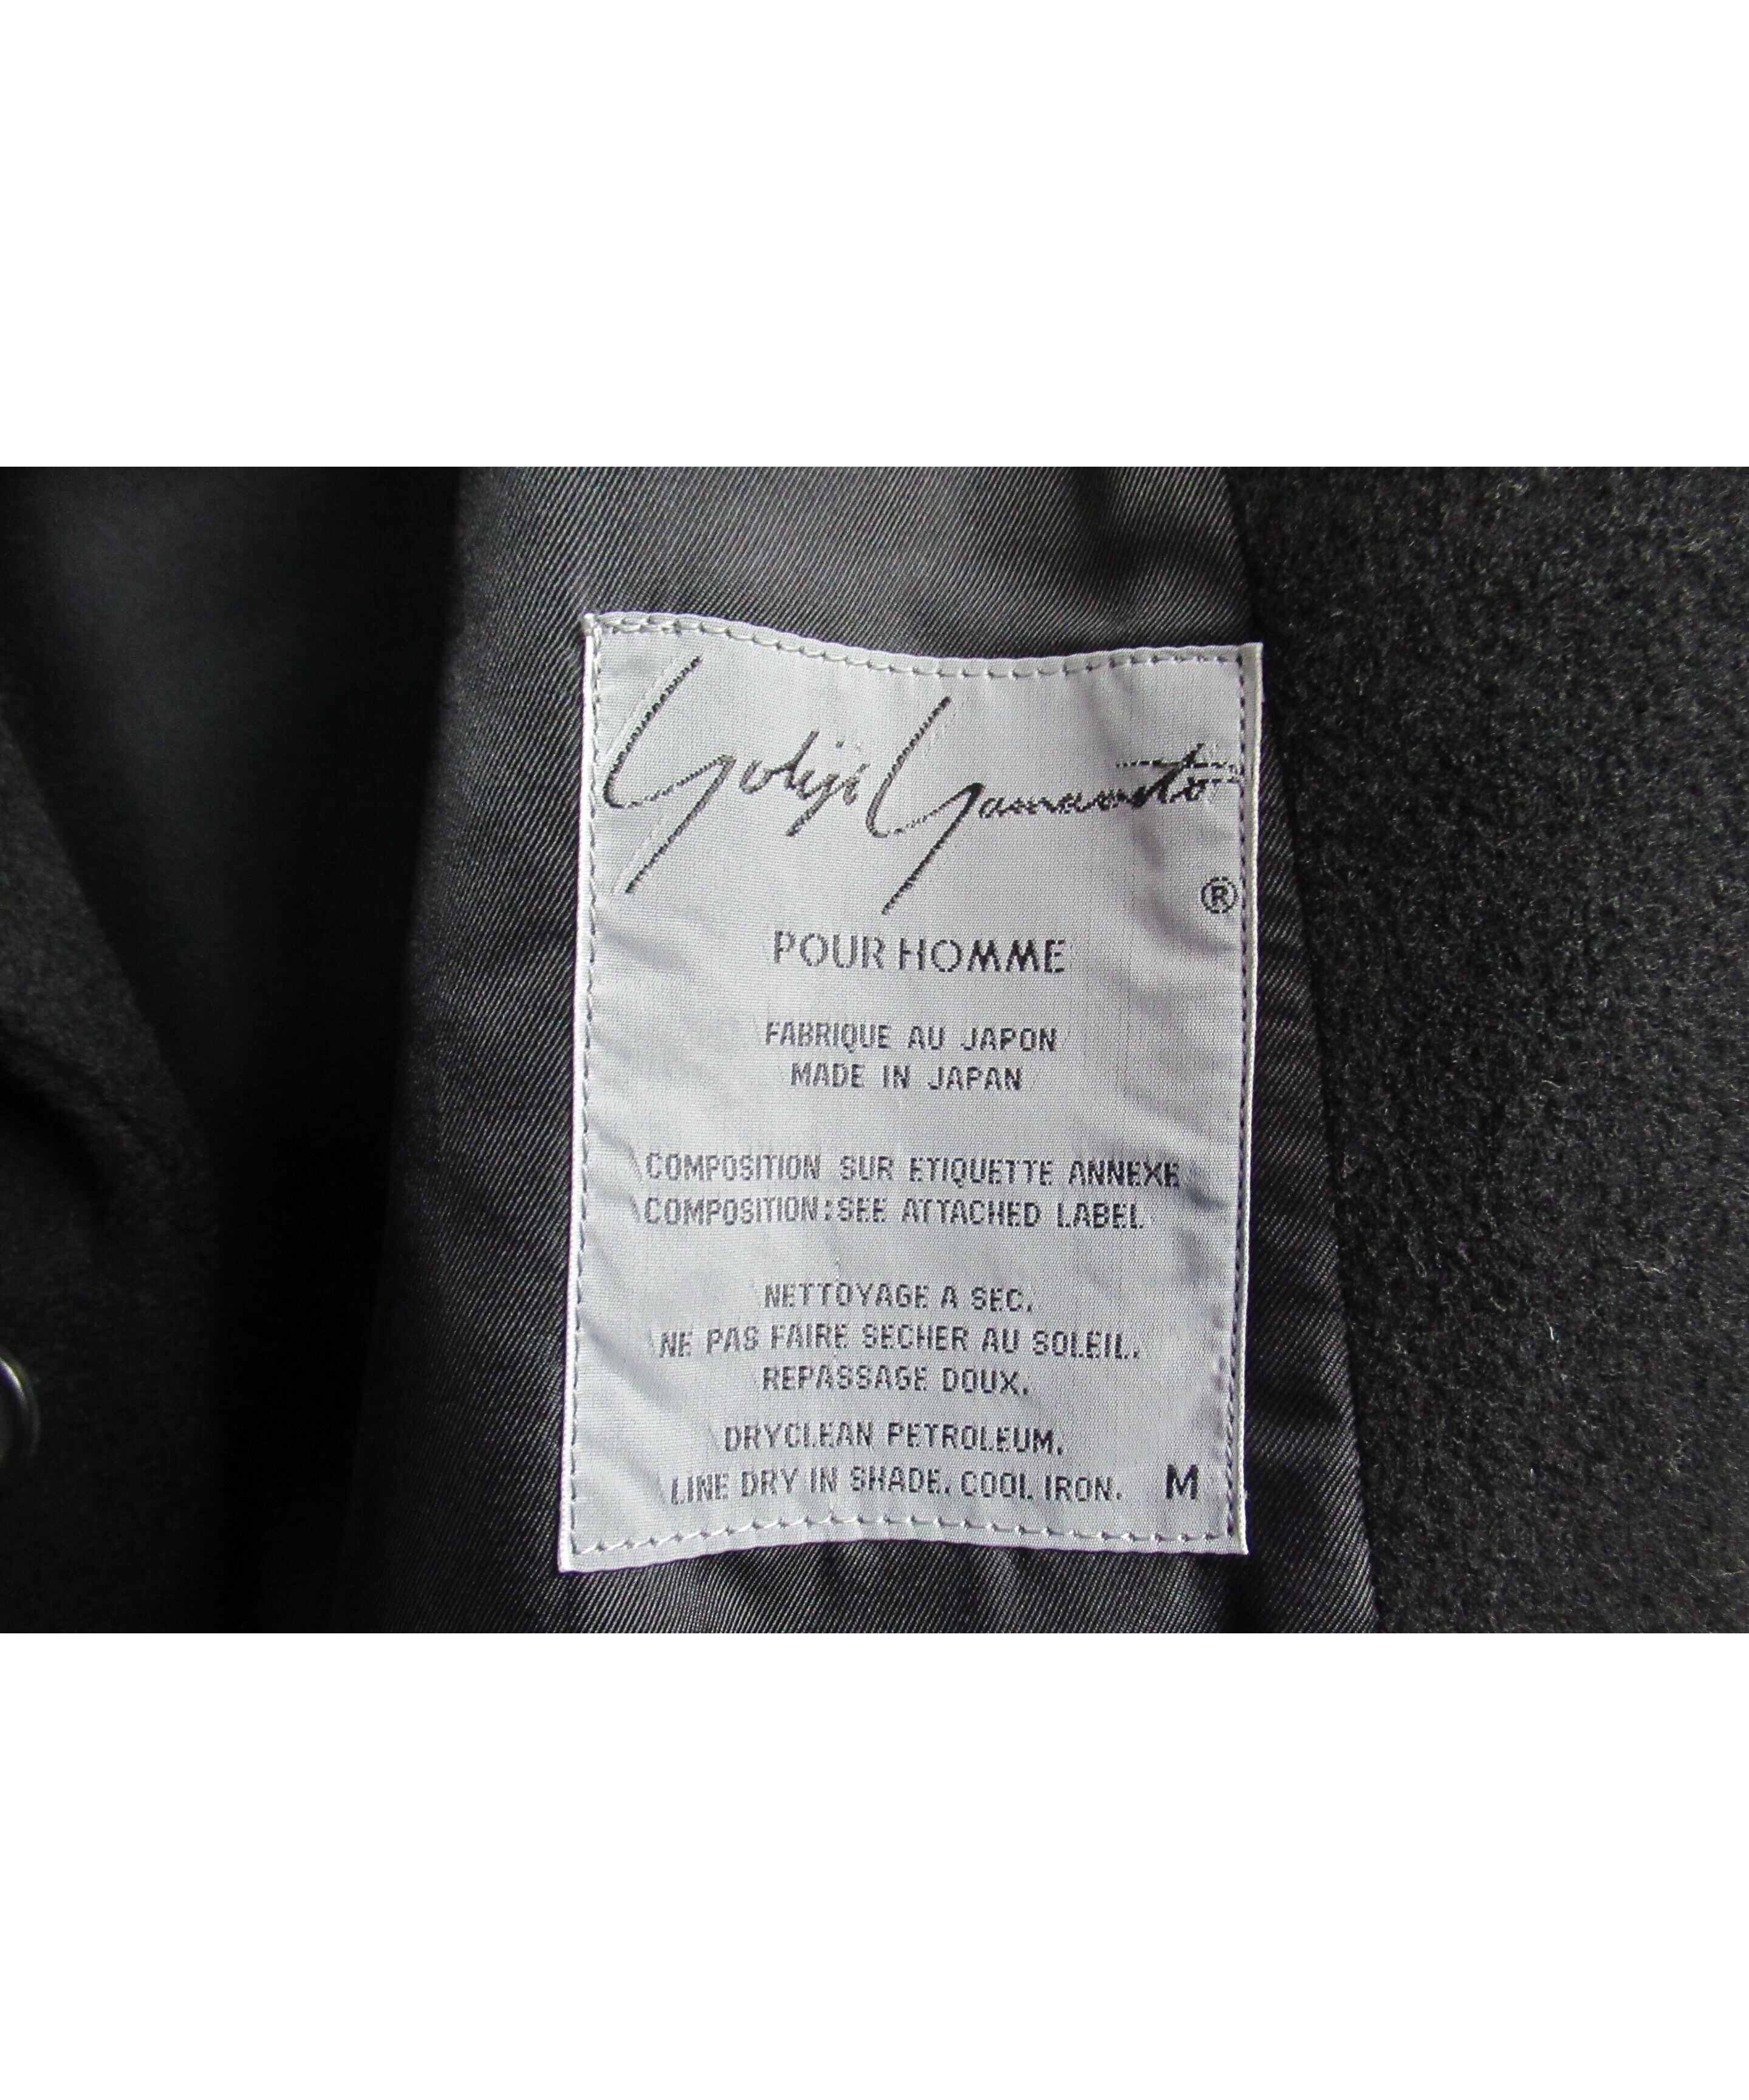 Yohji Yamamoto
®
POUR HOMME
FABRIQUE AU JAPON
MADE IN JAPAN
COMPOSITION SUR ETIQUETTE ANNEXE
COMPOSITION:SEE ATTACHED LABEL
NETTOYAGE A SEC.
NE PAS FAIRE SECHER AU SOLEIL.
REPASSAGE DOUX.
DRYCLEAN PETROLEUM.
LINE DRY IN SHADE. COOL IRON. M